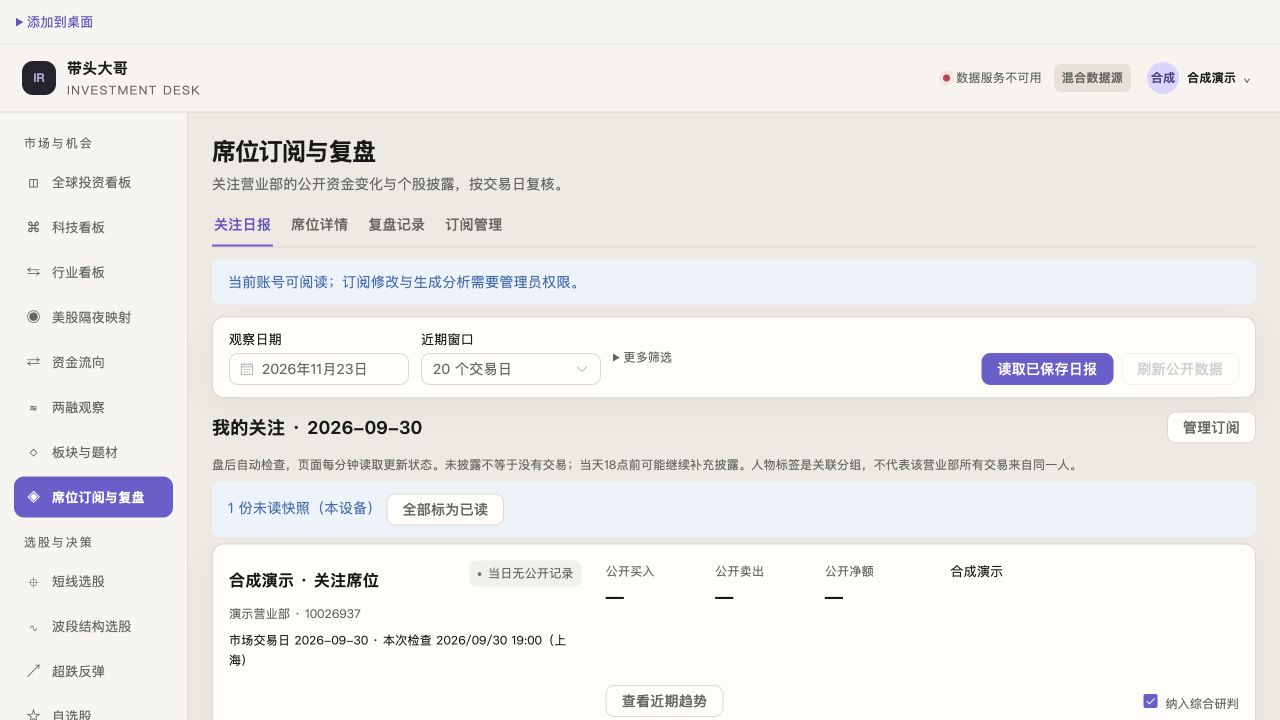 添加到桌面
IR
带头大哥
INVESTMENT DESK
数据服务不可用
混合数据源
合成
合成演示
市场与机会
全球投资看板
科技看板
行业看板
美股隔夜映射
资金流向
两融观察
板块与题材
席位订阅与复盘
选股与决策
短线选股
波段结构选股
超跌反弹
自选股
席位订阅与复盘
关注营业部的公开资金变化与个股披露，按交易日复核。
关注日报 席位详情 复盘记录 订阅管理
当前账号可阅读；订阅修改与生成分析需要管理员权限。
观察日期
2026年11月23日
近期窗口
20 个交易日
更多筛选
读取已保存日报
刷新公开数据
我的关注 · 2026-09-30
管理订阅
盘后自动检查，页面每分钟读取更新状态。未披露不等于没有交易；当天18点前可能继续补充披露。人物标签是关联分组，不代表该营业部所有交易来自同一人。
1 份未读快照（本设备）
全部标为已读
合成演示 · 关注席位
• 当日无公开记录
演示营业部 · 10026937
市场交易日 2026-09-30 · 本次检查 2026/09/30 19:00（上
海）
公开买入
—
公开卖出
—
公开净额
—
合成演示
查看近期趋势
纳入综合研判